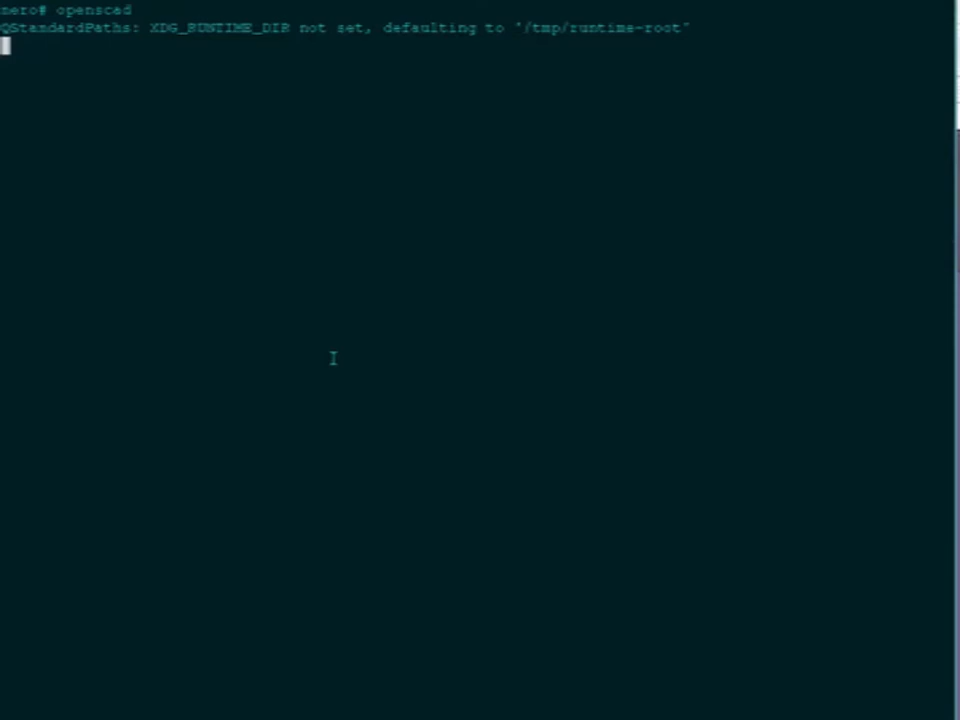 nero# openscad
QStandardPaths: XDG_RUNTIME_DIR not set, defaulting to "/tmp/runtime-root"